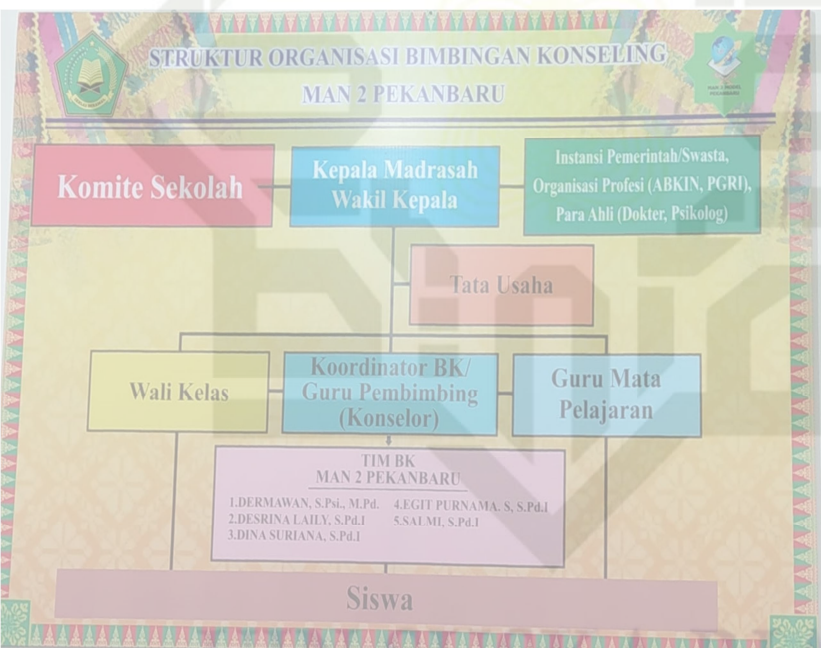 STRUKTUR ORGANISASI BIMBINGAN KONSELING
MAN 2 PEKANBARU
Komite Sekolah
Kepala Madrasah
Wakil Kepala
Instansi Pemerintah/Swasta,
Organisasi Profesi (ABKIN, PGRI),
Para Ahli (Dokter, Psikolog)
Tata Usaha
Wali Kelas
Koordinator BK/
Guru Pembimbing
(Konselor)
Guru Mata
Pelajaran
TIM BK
MAN 2 PEKANBARU
1.DERMAWAN, S.Psi., M.Pd.
2.DESRINA LAILY, S.Pd.I
3.DINA SURIANA, S.Pd.I
4.EGIT PURNAMA. S, S.Pd.I
5.SALMI, S.Pd.I
Siswa